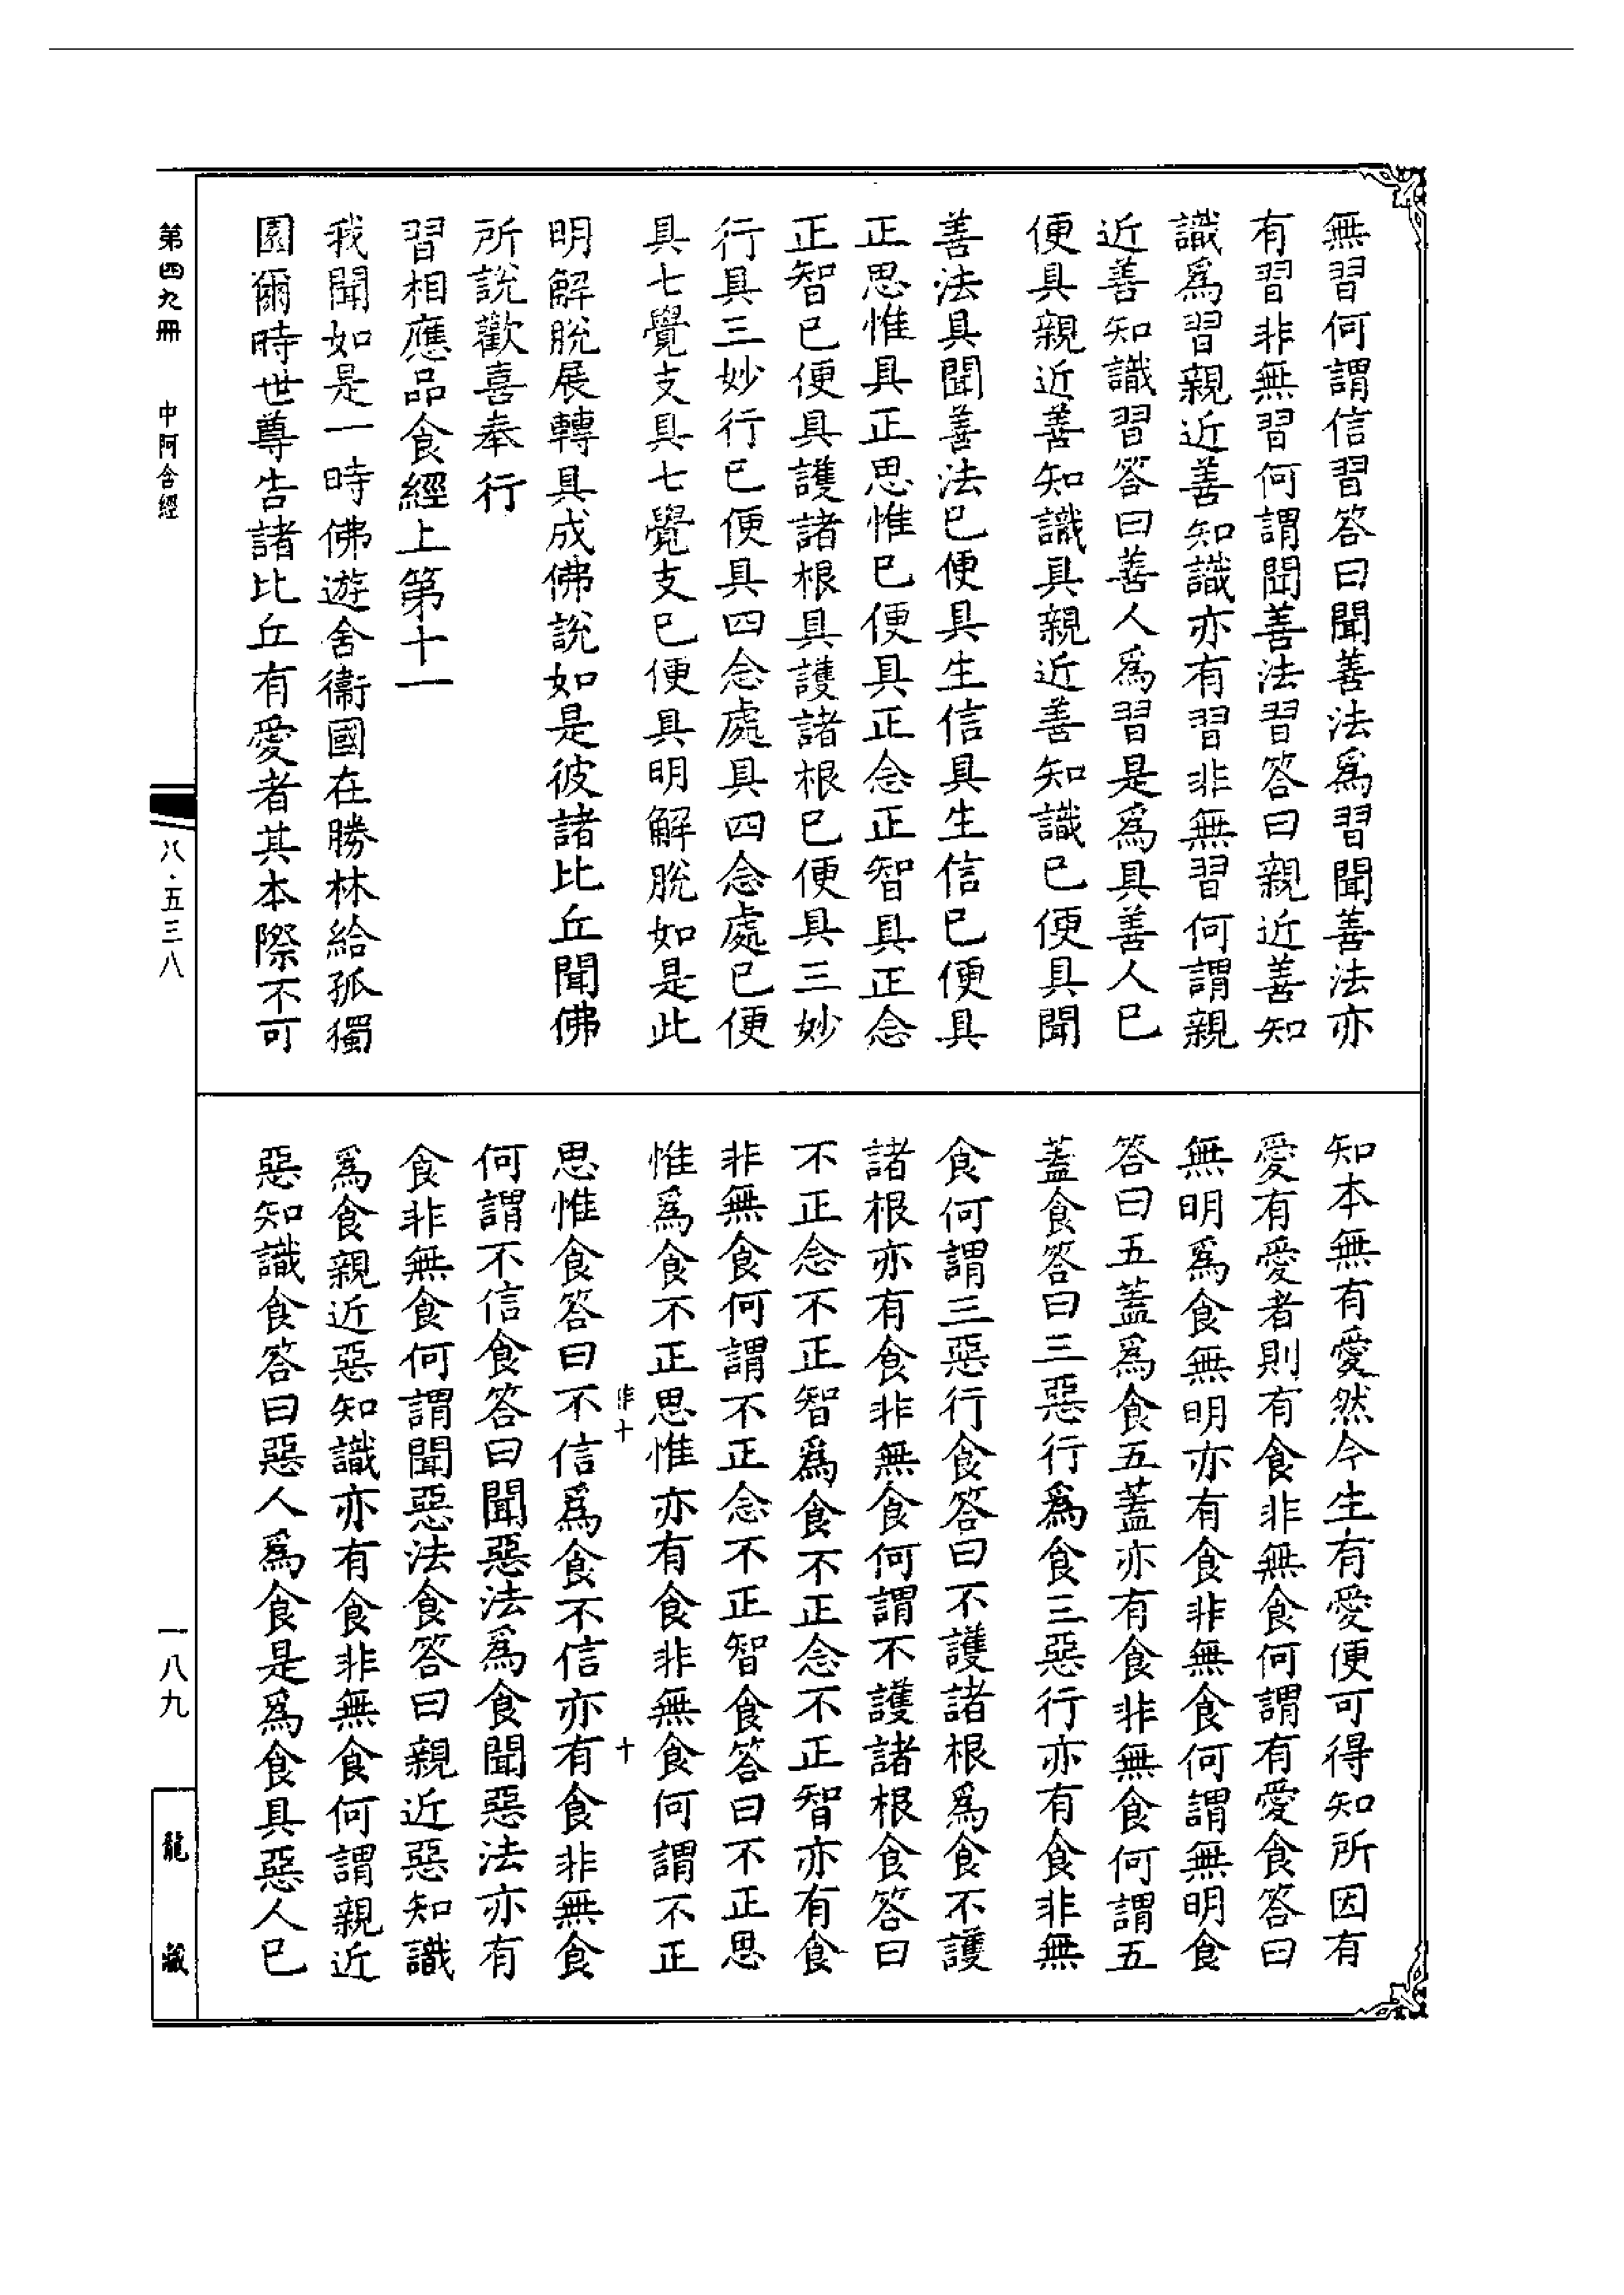 無習何謂信習答曰聞善法爲習聞善法亦
有習非無習何謂聞善法習答曰親近善知
識爲習親近善知識亦有習非無習何謂親
近善知識習答曰善人爲習是爲具善人已
便具親近善知識具親近善知識已便具聞
善法具聞善法已便具生信具生信已便具
正思惟具正思惟已便具正念正智具正念
正智已便具護諸根具護諸根已便具三妙
行具三妙行已便具四念處具四念處已便
具七覺支具七覺支已便具明解脫如是此
明解脫展轉具成佛說如是彼諸比丘聞佛
所說歡喜奉行
習相應品食經上第十一
我聞如是一時佛遊舍衞國在勝林給孤獨
園爾時世尊告諸比丘有愛者其本際不可
知本無有愛然今生有愛便可得知所因有
愛有愛者則有食非無食何謂有愛食答曰
無明爲食無明亦有食非無食何謂無明食
答曰五蓋爲食五蓋亦有食非無食何謂五
蓋食答曰三惡行爲食三惡行亦有食非無
食何謂三惡行食答曰不護諸根爲食不護
諸根亦有食非無食何謂不護諸根食答曰
不正念不正智爲食不正念不正智亦有食
非無食何謂不正念不正智食答曰不正思
惟爲食不正思惟亦有食非無食何謂不正
非十
十
思惟食答曰不信爲食不信亦有食非無食
何謂不信食答曰聞惡法爲食聞惡法亦有
食非無食何謂聞惡法食答曰親近惡知識
爲食親近惡知識亦有食非無食何謂親近
惡知識食答曰惡人爲食是爲食具惡人已
第四九冊
中阿含經
八·五三八
一八九
龍藏